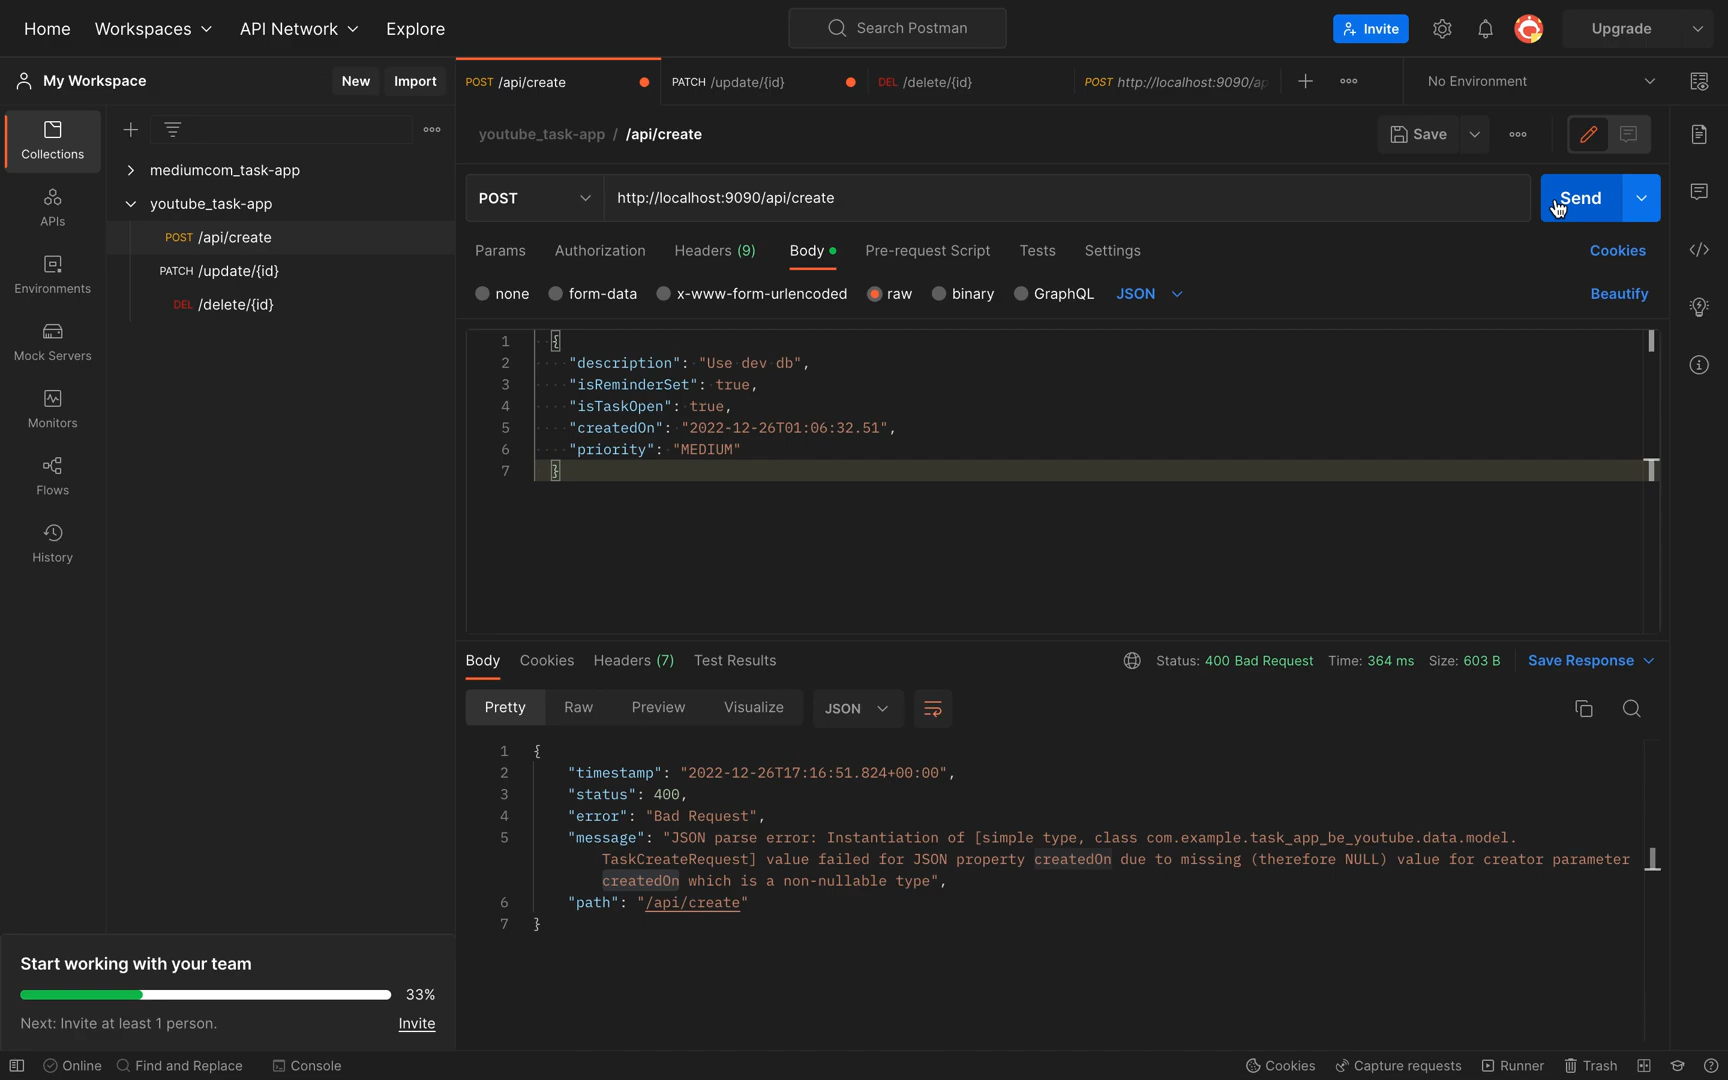 Home Workspaces API Network Explore Search Postman Invite Upgrade
My Workspace New Import
POST /api/create PATCH /update/{id} DEL /delete/{id} POST http://localhost:9090/ap No Environment
youtube_task-app / /api/create Save
Collections
APIs
Environments
Mock Servers
Monitors
Flows
History
mediumcom_task-app
youtube_task-app
POST /api/create
PATCH /update/{id}
DEL /delete/{id}
POST http://localhost:9090/api/create Send
Params Authorization Headers (9) Body Pre-request Script Tests Settings Cookies
none form-data x-www-form-urlencoded raw binary GraphQL JSON Beautify
1 {
2 "description": "Use dev db",
3 "isReminderSet": true,
4 "isTaskOpen": true,
5 "createdOn": "2022-12-26T01:06:32.51",
6 "priority": "MEDIUM"
7 }
Body Cookies Headers (7) Test Results Status: 400 Bad Request Time: 364 ms Size: 603 B Save Response
Pretty Raw Preview Visualize JSON
1 {
2 "timestamp": "2022-12-26T17:16:51.824+00:00",
3 "status": 400,
4 "error": "Bad Request",
5 "message": "JSON parse error: Instantiation of [simple type, class com.example.task_app_be_youtube.data.model.
TaskCreateRequest] value failed for JSON property createdOn due to missing (therefore NULL) value for creator parameter
createdOn which is a non-nullable type",
6 "path": "/api/create"
7 }
Start working with your team
33%
Next: Invite at least 1 person. Invite
Online Find and Replace Console Cookies Capture requests Runner Trash